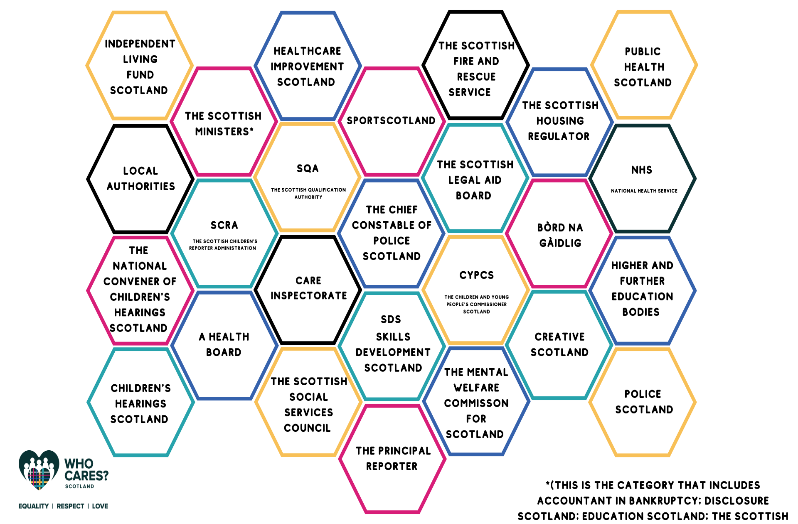 INDEPENDENT
LIVING
FUND
SCOTLAND
HEALTHCARE
IMPROVEMENT
SCOTLAND
THE SCOTTISH
FIRE AND
RESCUE
SERVICE
PUBLIC
HEALTH
SCOTLAND
THE SCOTTISH
MINISTERS*
SPORTSCOTLAND
THE SCOTTISH
HOUSING
REGULATOR
LOCAL
AUTHORITIES
SQA
THE SCOTTISH QUALIFICATION
AUTHORITY
THE SCOTTISH
LEGAL AID
BOARD
NHS
NATIONAL HEALTH SERVICE
SCRA
THE SCOTTISH CHILDREN'S
REPORTER ADMINISTRATION
THE CHIEF
CONSTABLE OF
POLICE
SCOTLAND
BÒRD NA
GÀIDLIG
THE
NATIONAL
CONVENER OF
CHILDREN'S
HEARINGS
SCOTLAND
CARE
INSPECTORATE
CYPCS
THE CHILDREN AND YOUNG
PEOPLE'S COMMISSIONER
SCOTLAND
HIGHER AND
FURTHER
EDUCATION
BODIES
A HEALTH
BOARD
SDS
SKILLS
DEVELOPMENT
SCOTLAND
CREATIVE
SCOTLAND
CHILDREN'S
HEARINGS
SCOTLAND
THE SCOTTISH
SOCIAL
SERVICES
COUNCIL
THE MENTAL
WELFARE
COMMISSON
FOR
SCOTLAND
POLICE
SCOTLAND
THE PRINCIPAL
REPORTER
WHO
CARES?
SCOTLAND
EQUALITY | RESPECT | LOVE
*(THIS IS THE CATEGORY THAT INCLUDES
ACCOUNTANT IN BANKRUPTCY; DISCLOSURE
SCOTLAND; EDUCATION SCOTLAND; THE SCOTTISH